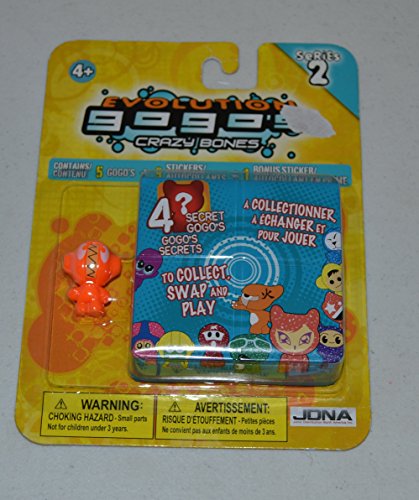 4+
SeRieS
2
EVOLUTION
gogo's
CRAZY BONES
CONTAINS/
CONTENU
5 GOGO'S
STICKERS/
1
BONUS STICKER/
4?
SECRET
GOGO'S
GOGO'S
SECRETS
À COLLECTIONNER,
À ÉCHANGER ET
POUR JOUER
TO COLLECT,
SWAP AND
PLAY
火
WARNING:
CHOKING HAZARD - Small parts
Not for children under 3 years.
AVERTISSEMENT:
RISQUE D'ÉTOUFFEMENT - Petites pièces
Ne convient pas aux enfants de moins de 3 ans.
JDNA